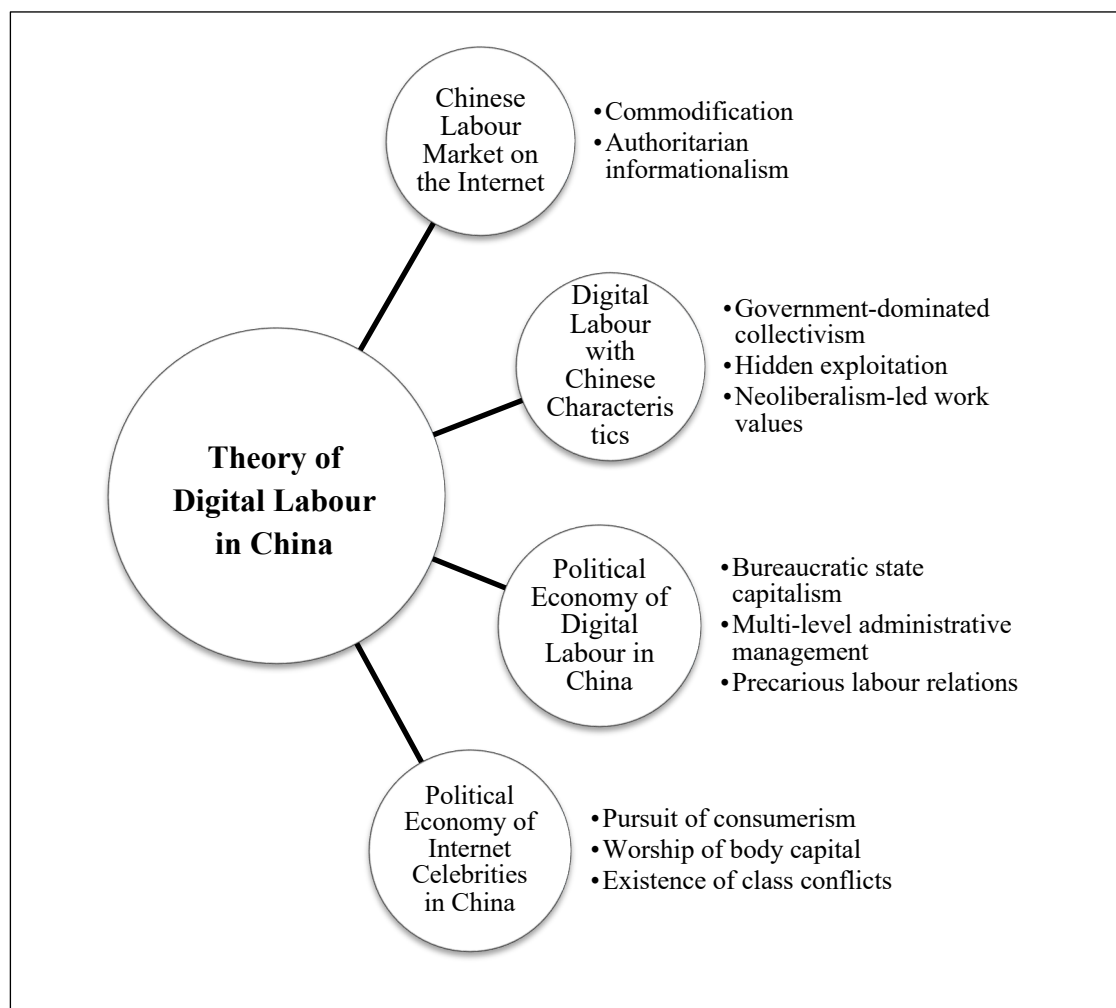 Chinese
Labour
Market on
the Internet
•Commodification
•Authoritarian
informationalism
Digital
Labour
with
Chinese
Characteris
tics
•Government-dominated
collectivism
•Hidden exploitation
•Neoliberalism-led work
values
Theory of
Digital Labour
in China
Political
Economy of
Digital
Labour in
China
•Bureaucratic state
capitalism
•Multi-level administrative
management
•Precarious labour relations
Political
Economy of
Internet
Celebrities
in China
•Pursuit of consumerism
•Worship of body capital
•Existence of class conflicts